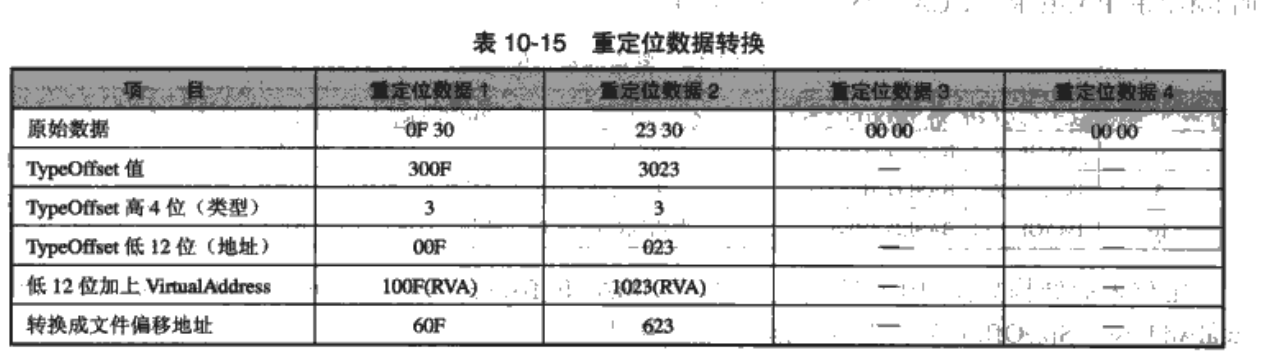 表 10-15 重定位数据转换
项 目 重定位数据 1 重定位数据 2 重定位数据 3 重定位数据 4
原始数据 0F 30 23 30 00 00 00 00
TypeOffset 值 300F 3023 — —
TypeOffset 高 4 位（类型） 3 3 — —
TypeOffset 低 12 位（地址） 00F 023 — —
低 12 位加上 VirtualAddress 100F(RVA) 1023(RVA) — —
转换成文件偏移地址 60F 623 — —